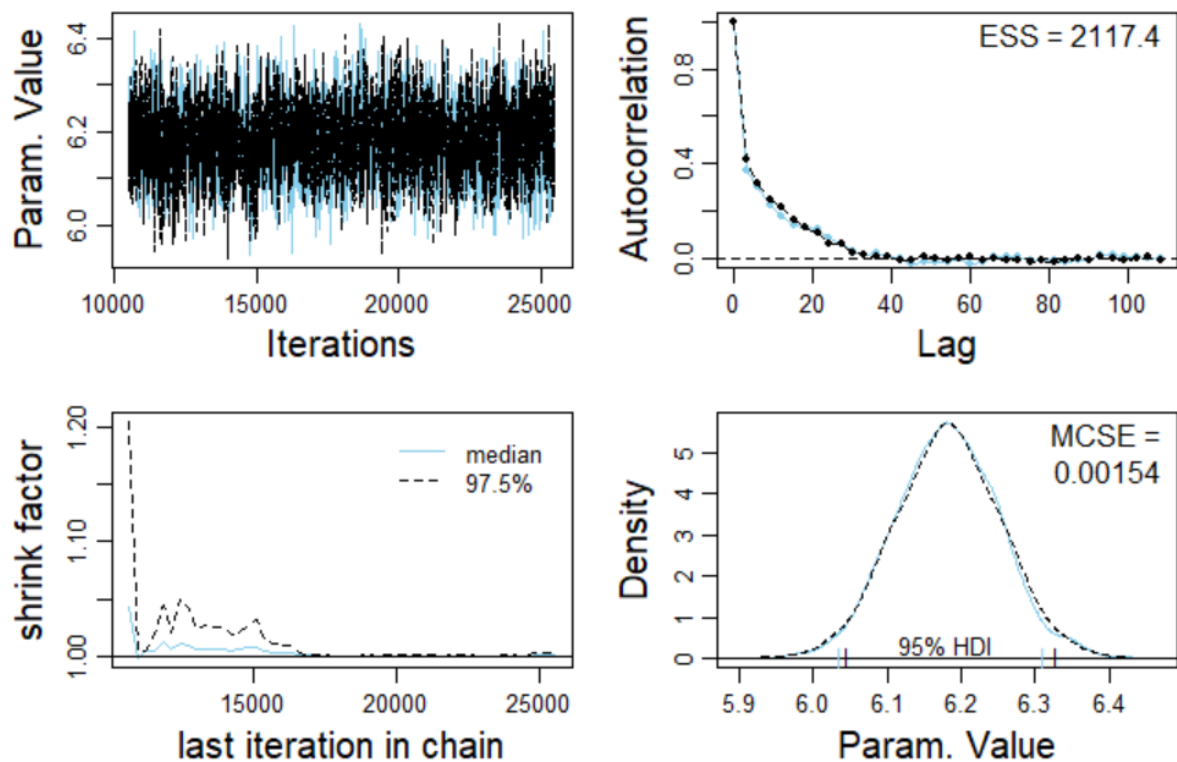 Param. Value
6.0
6.2
6.4
10000 15000 20000 25000
Iterations
Autocorrelation
0.0
0.4
0.8
ESS = 2117.4
0 20 40 60 80 100
Lag
shrink factor
1.00
1.10
1.20
median
97.5%
15000 20000 25000
last iteration in chain
Density
0
1
2
3
4
5
MCSE =
0.00154
95% HDI
5.9 6.0 6.1 6.2 6.3 6.4
Param. Value